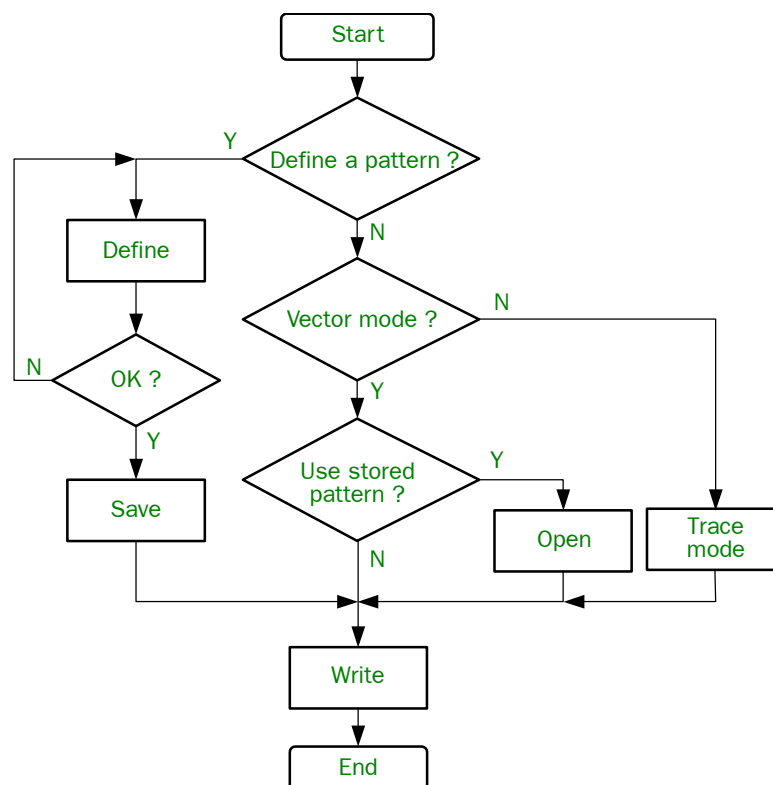 Start
Y
Define a pattern ?
N
Define
Vector mode ?
N
N
OK ?
Y
Y
Use stored
pattern ?
Y
Save
N
Open
Trace
mode
Write
End